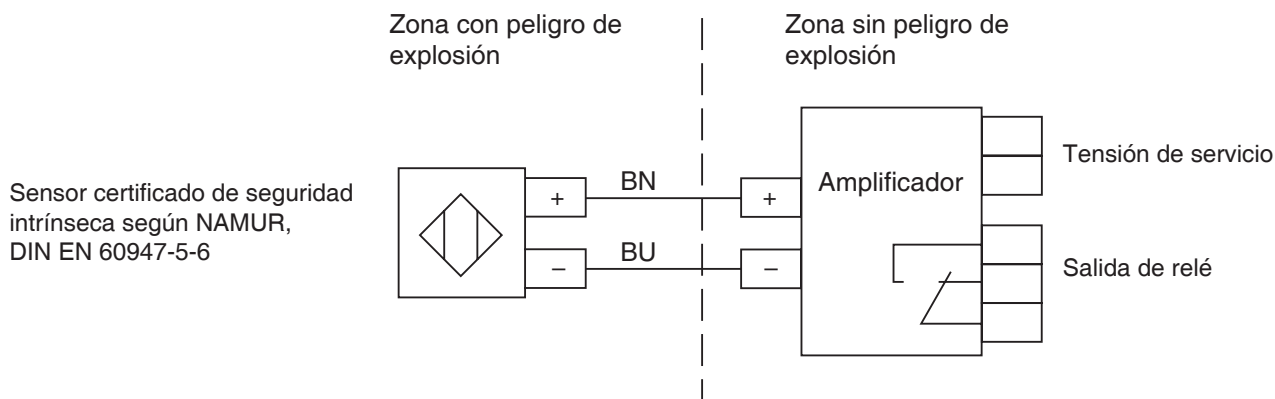 Zona con peligro de
explosión
Zona sin peligro de
explosión
Sensor certificado de seguridad
intrínseca según NAMUR,
DIN EN 60947-5-6
+
BN
+
−
BU
−
Amplificador
Tensión de servicio
Salida de relé